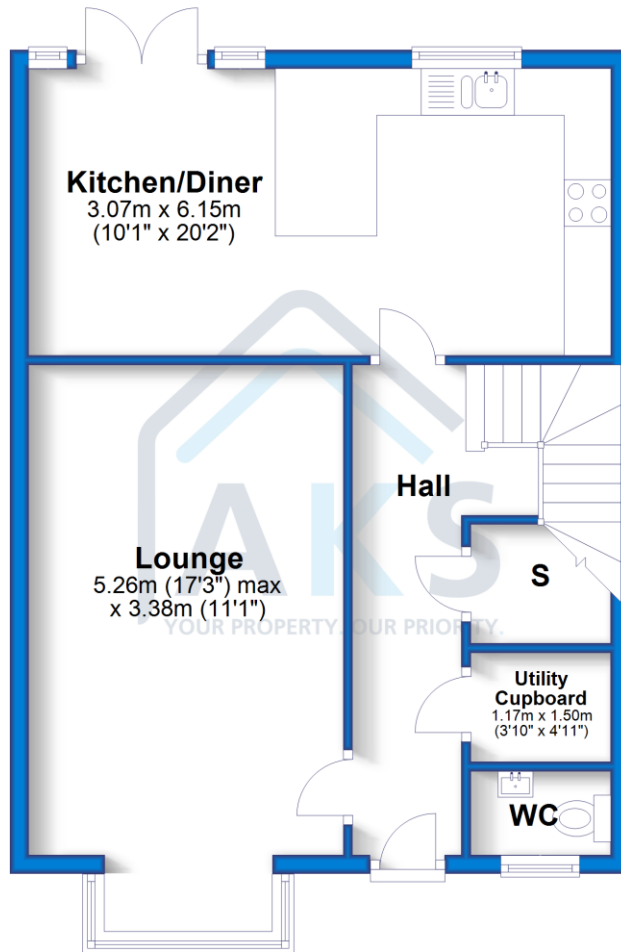 Kitchen/Diner
3.07m x 6.15m
(10'1" x 20'2")
Hall
Lounge
5.26m (17'3") max
x 3.38m (11'1")
S
AKS
YOUR PROPERTY. OUR PRIORITY.
Utility
Cupboard
1.17m x 1.50m
(3'10" x 4'11")
WC